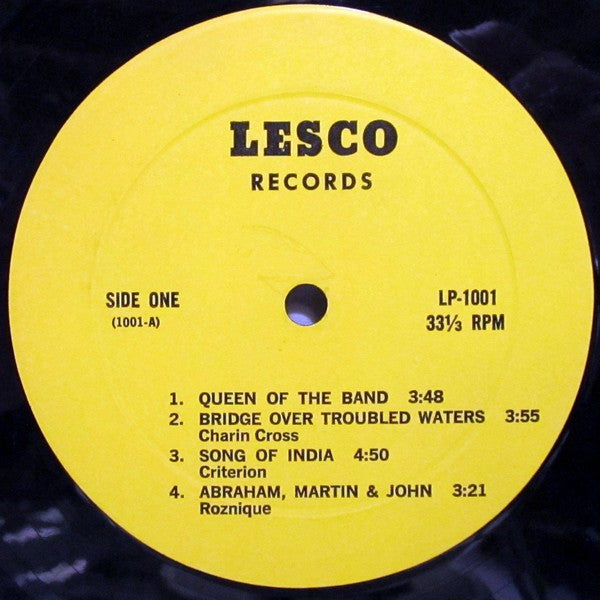 LESCO
RECORDS
SIDE ONE
(1001-A)
LP-1001
33⅓ RPM
1. QUEEN OF THE BAND 3:48
2. BRIDGE OVER TROUBLED WATERS 3:55
Charin Cross
3. SONG OF INDIA 4:50
Criterion
4. ABRAHAM, MARTIN & JOHN 3:21
Roznique